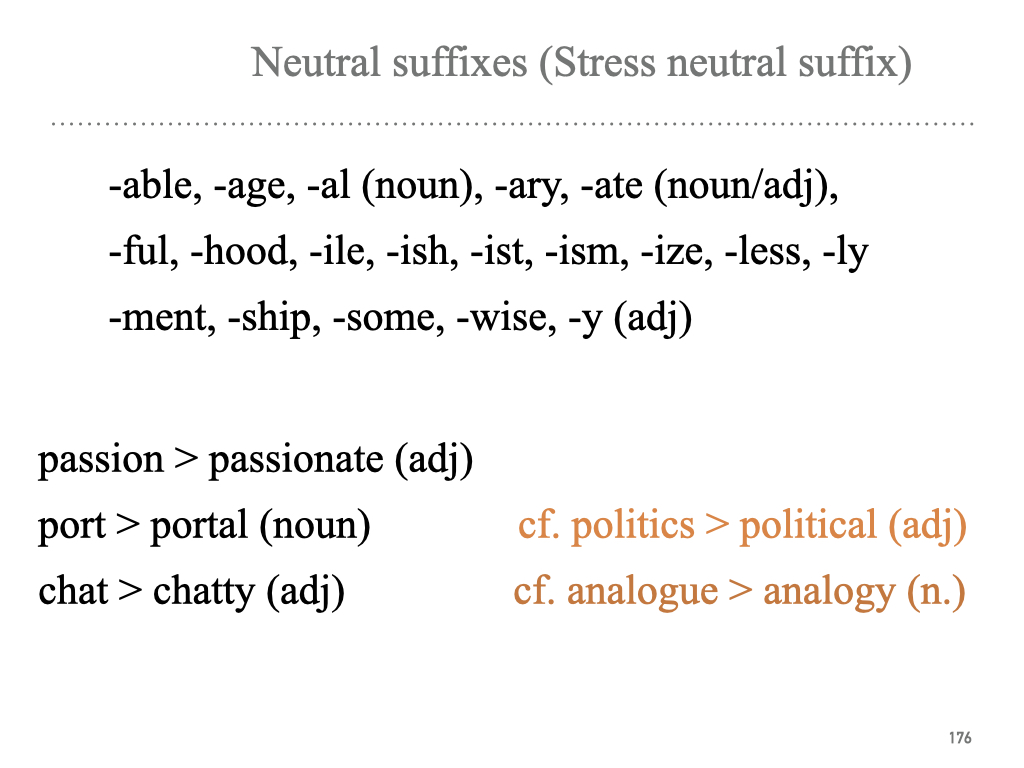 Neutral suffixes (Stress neutral suffix)
-able, -age, -al (noun), -ary, -ate (noun/adj),
-ful, -hood, -ile, -ish, -ist, -ism, -ize, -less, -ly
-ment, -ship, -some, -wise, -y (adj)
passion > passionate (adj)
port > portal (noun) cf. politics > political (adj)
chat > chatty (adj) cf. analogue > analogy (n.)
176